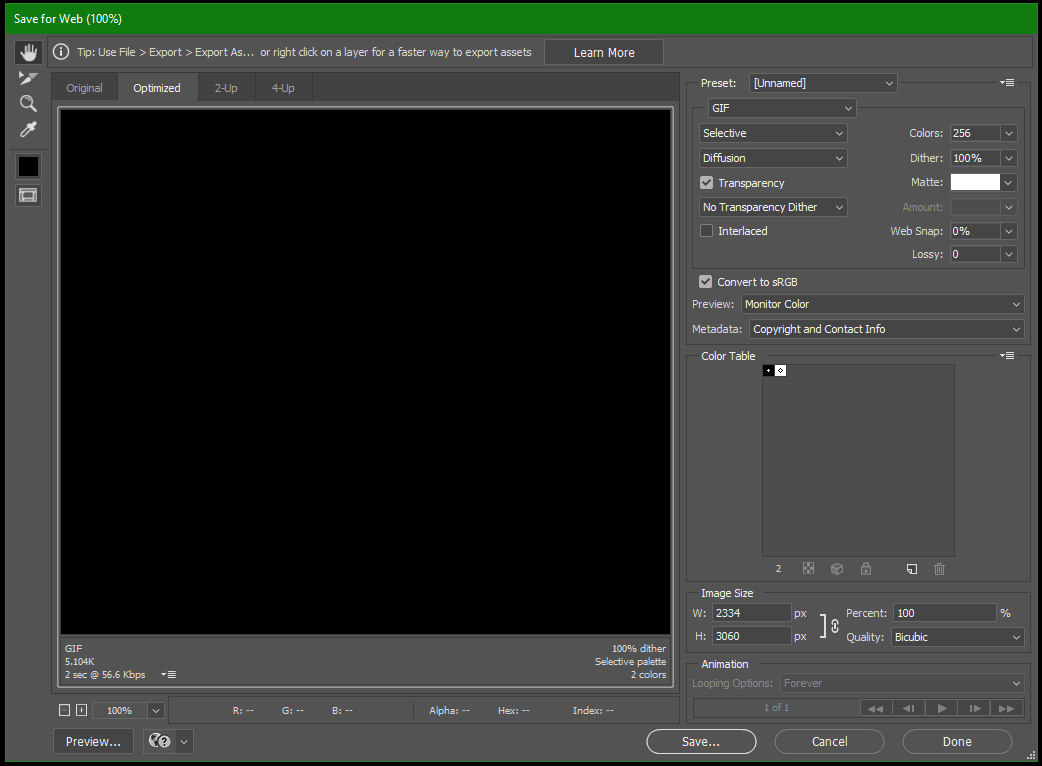 Save for Web (100%)
Tip: Use File > Export > Export As... or right click on a layer for a faster way to export assets
Learn More
Original
Optimized
2-Up
4-Up
Preset: [Unnamed]
GIF
Selective
Colors: 256
Diffusion
Dither: 100%
Transparency
Matte:
No Transparency Dither
Amount:
Interlaced
Web Snap: 0%
Lossy: 0
Convert to sRGB
Preview: Monitor Color
Metadata: Copyright and Contact Info
Color Table
2
Image Size
W: 2334 px
Percent: 100 %
H: 3060 px
Quality: Bicubic
GIF
100% dither
5.104K
Selective palette
2 sec @ 56.6 Kbps
2 colors
Animation
Looping Options: Forever
1 of 1
100%
R: --
G: --
B: --
Alpha: --
Hex: --
Index: --
Preview...
Save...
Cancel
Done